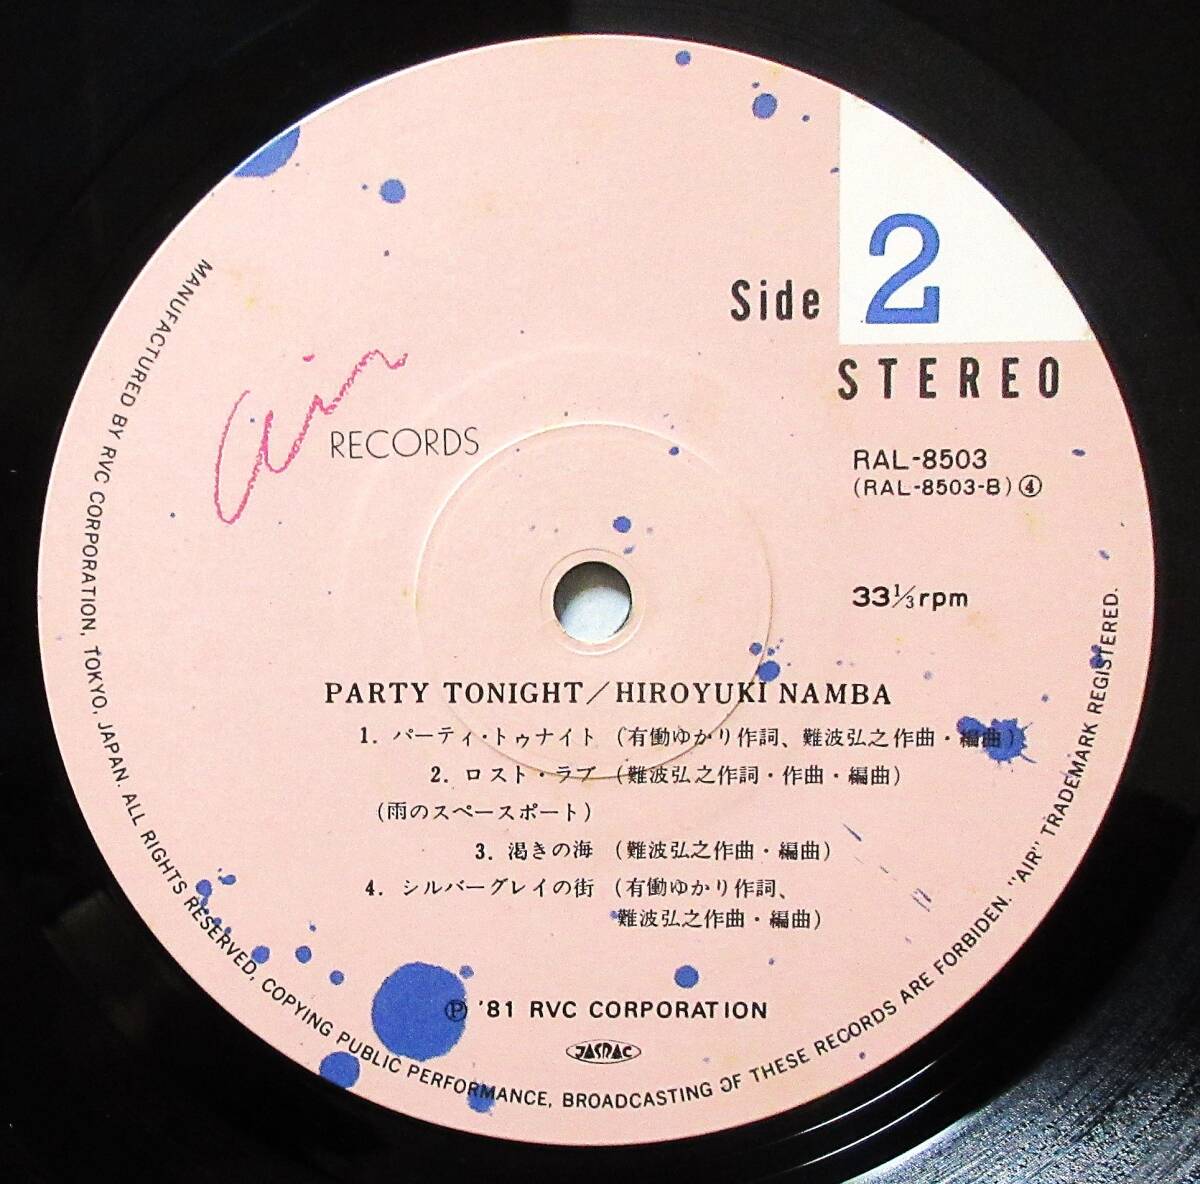 Side 2
STEREO
air RECORDS
RAL-8503
(RAL-8503-B) ④
33⅓rpm
PARTY TONIGHT/HIROYUKI NAMBA
1. パーティ・トゥナイト (有働ゆかり作詞、難波弘之作曲・編曲)
2. ロスト・ラブ (難波弘之作詞・作曲・編曲)
(雨のスペースポート)
3. 渇きの海 (難波弘之作曲・編曲)
4. シルバーグレイの街 (有働ゆかり作詞、
難波弘之作曲・編曲)
Ⓟ '81 RVC CORPORATION
JASRAC
MANUFACTURED BY RVC CORPORATION, TOKYO, JAPAN. ALL RIGHTS RESERVED, COPYING PUBLIC PERFORMANCE, BROADCASTING OF THESE RECORDS ARE FORBIDEN. "AIR" TRADEMARK REGISTERED.